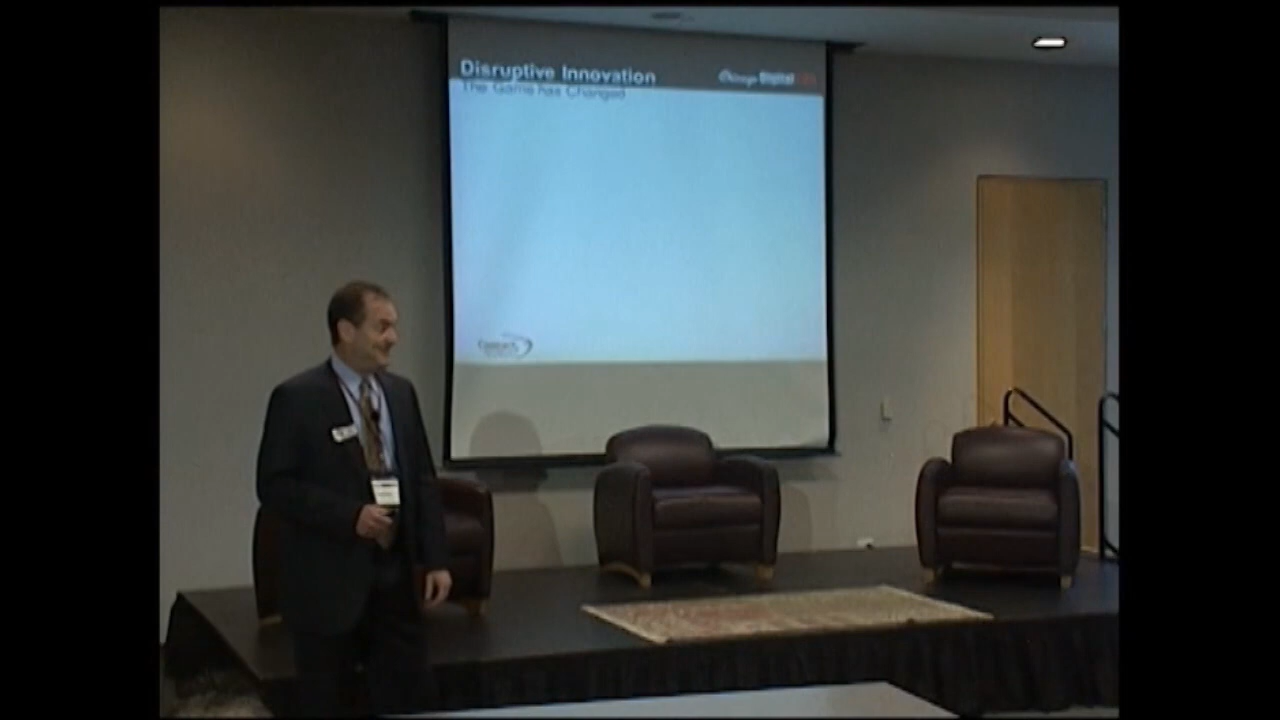 Disruptive Innovation
Chicago Digital
The Game has Changed